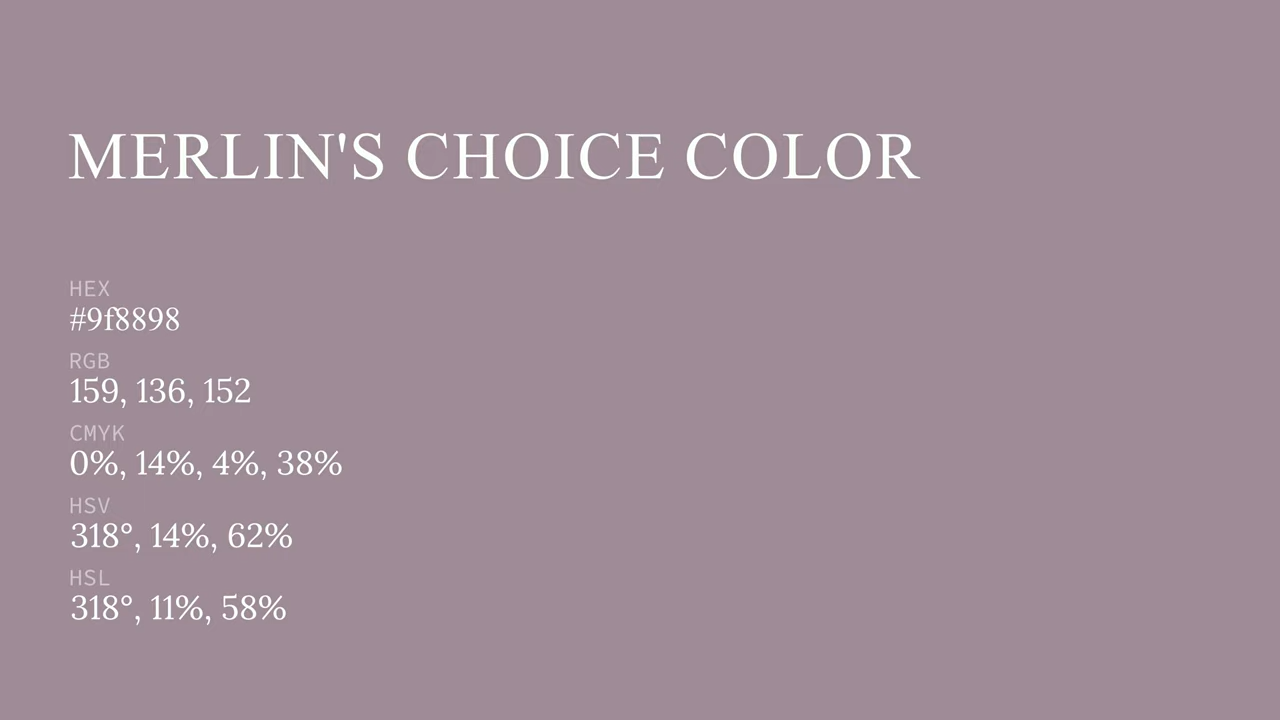 MERLIN'S CHOICE COLOR
HEX
#9f8898
RGB
159, 136, 152
CMYK
0%, 14%, 4%, 38%
HSV
318°, 14%, 62%
HSL
318°, 11%, 58%